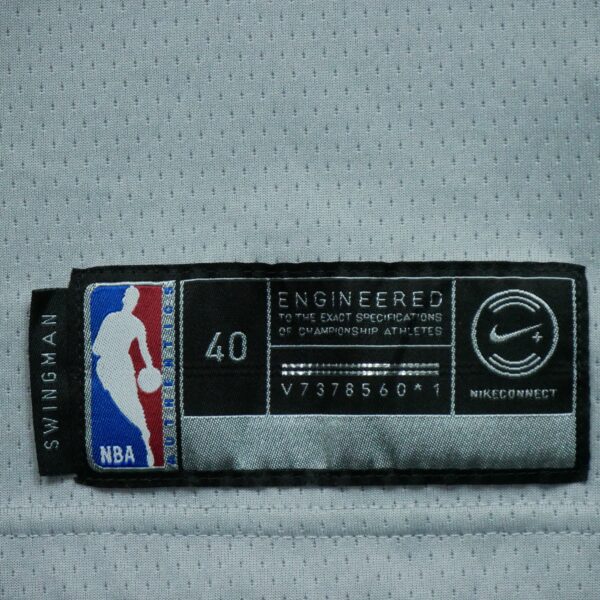 SWINGMAN
NBA
AUTHENTICS
40
ENGINEERED
TO THE EXACT SPECIFICATIONS
OF CHAMPIONSHIP ATHLETES
V7378560*1
NIKECONNECT